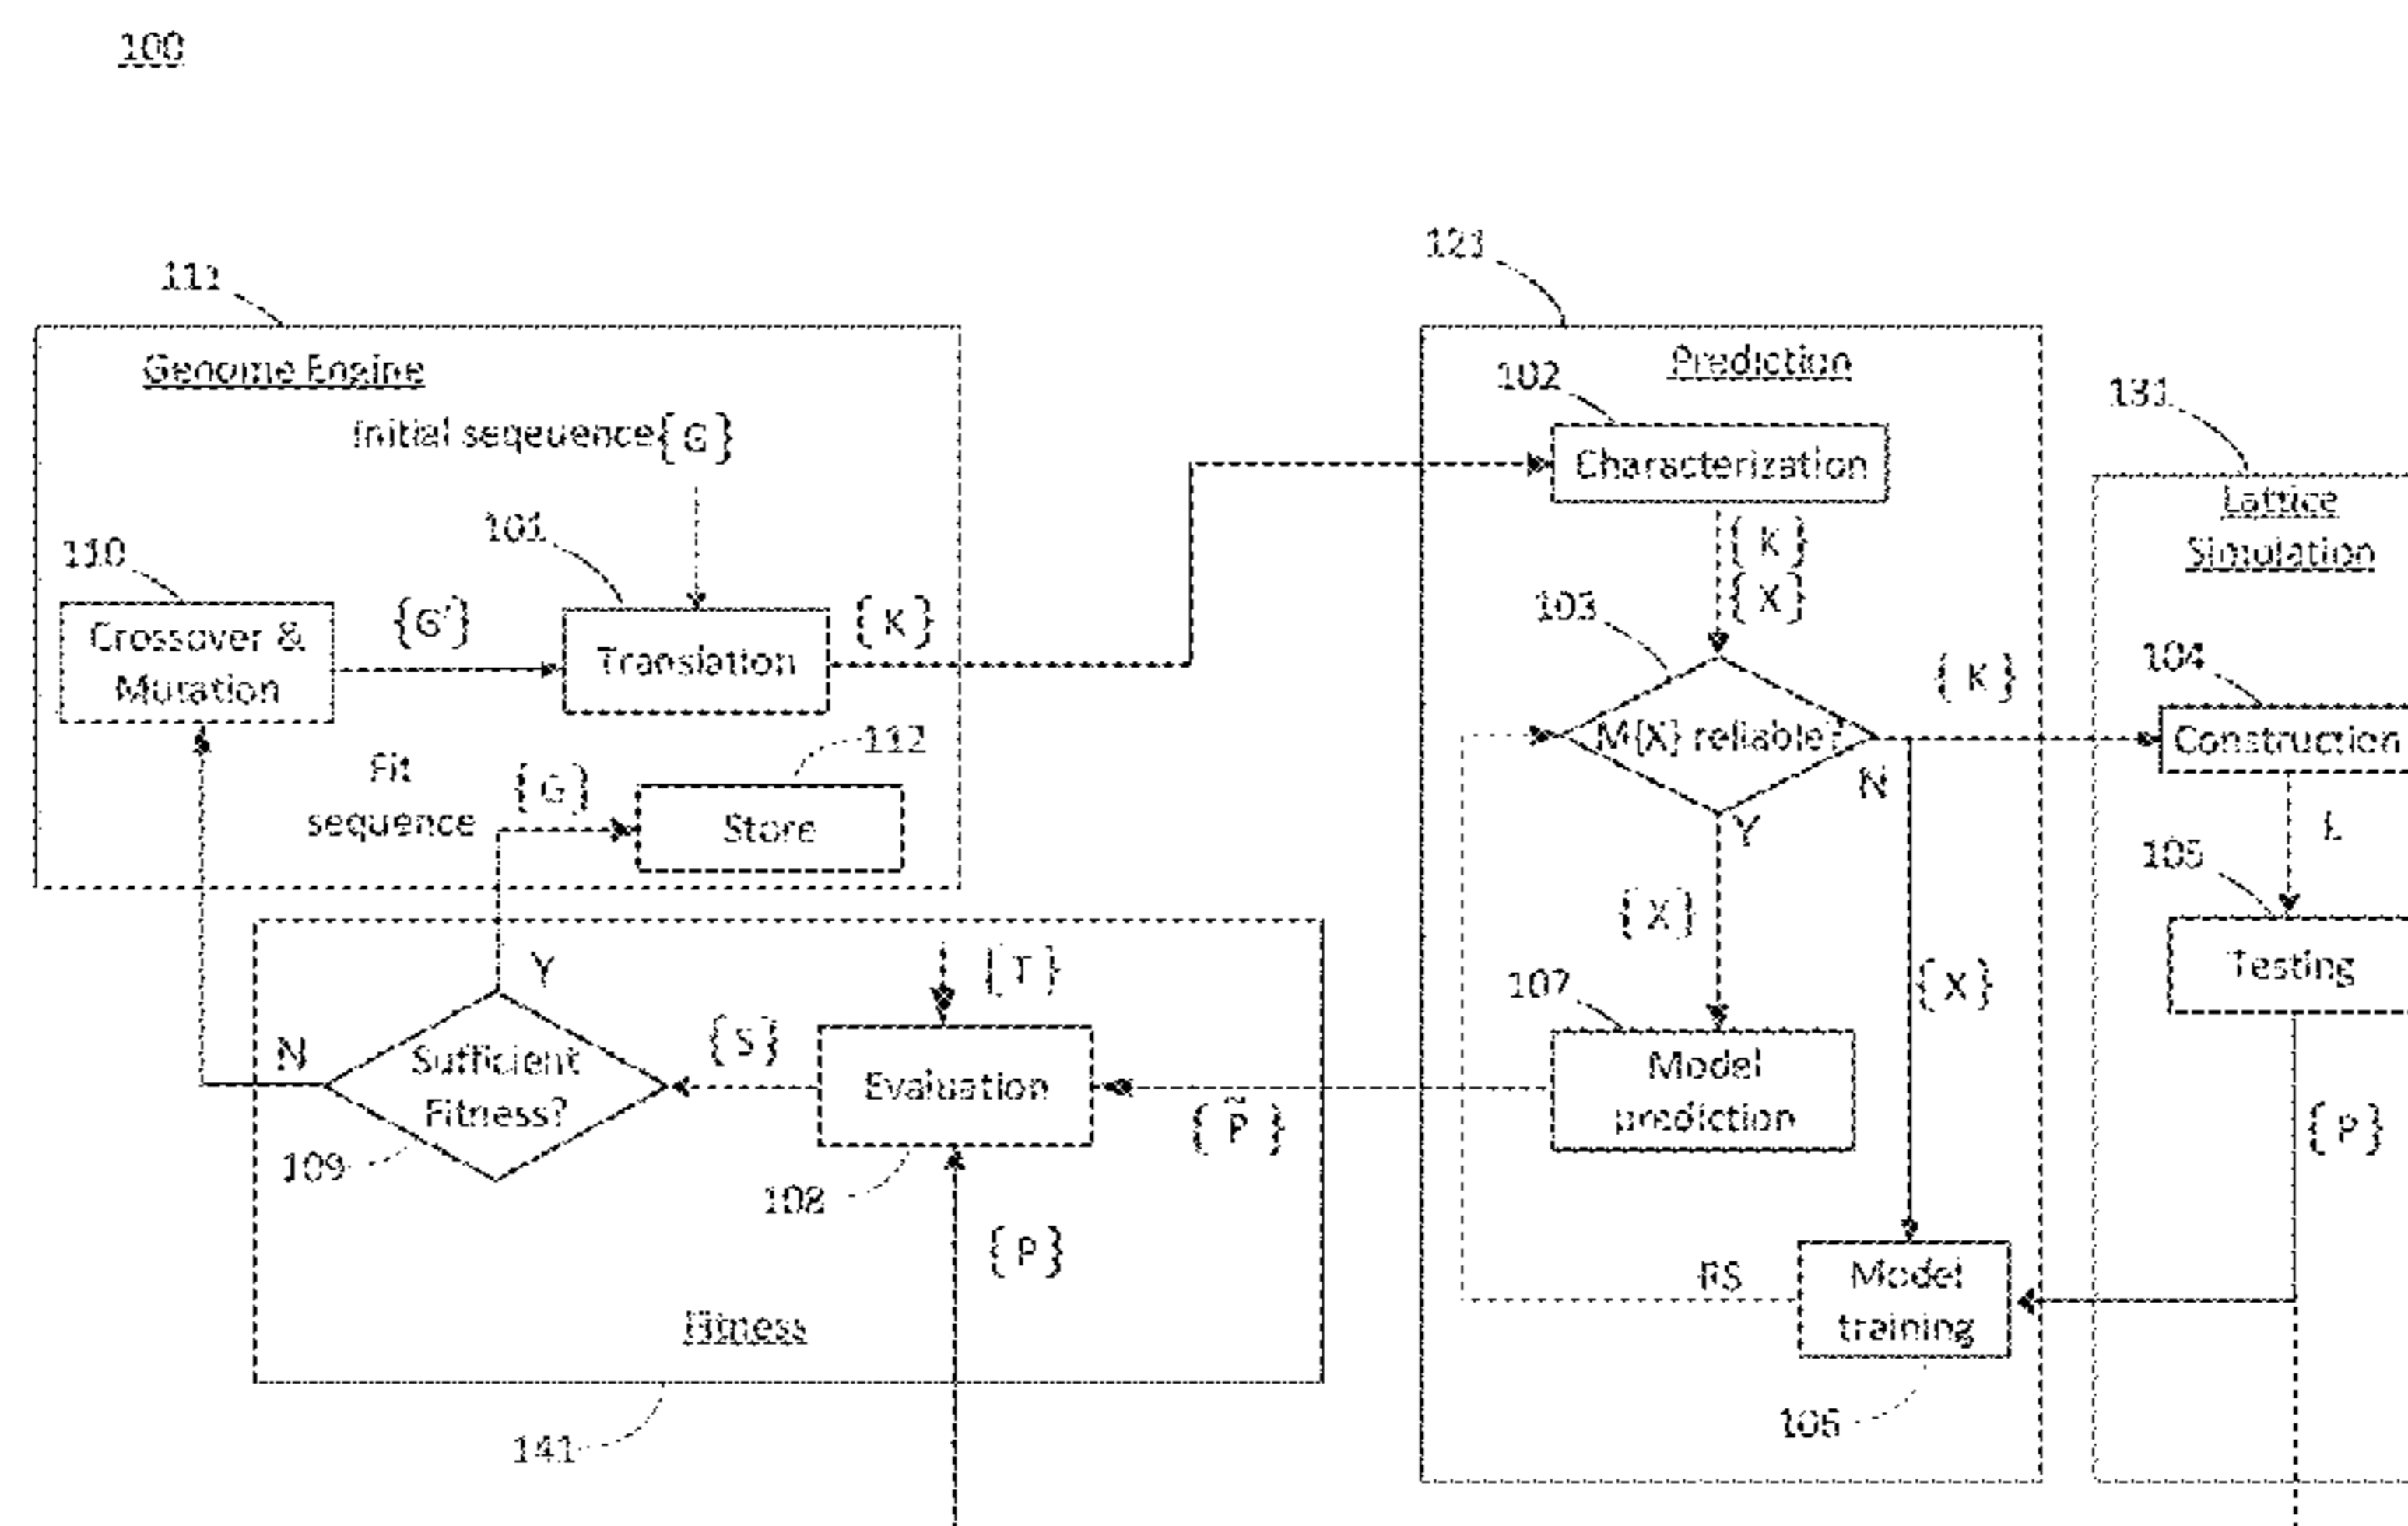 100
111
Genome Engine
Initial seqeuence{ G }
101
110
Crossover &
Mutation
{G'}
Translation
{ K }
112
Fit
sequence
{ G }
Store
121
Prediction
102
Characterization
{ K }
{ X }
103
M{X} reliable?
N
Y
{ K }
{ X }
{ X }
107
Model
prediction
RS
Model
training
106
131
Lattice
Simulation
104
Construction
L
105
Testing
{ P }
Y
N
Sufficient
Fitness?
109
{ S }
{ T }
Evaluation
108
{ P̃ }
{ P }
Fitness
141